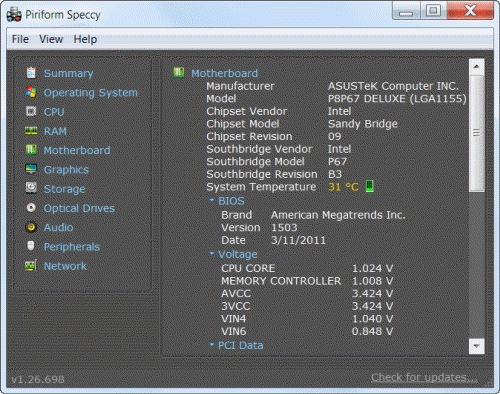 Piriform Speccy
File View Help
Summary
Operating System
CPU
RAM
Motherboard
Graphics
Storage
Optical Drives
Audio
Peripherals
Network
Motherboard
Manufacturer ASUSTeK Computer INC.
Model P8P67 DELUXE (LGA1155)
Chipset Vendor Intel
Chipset Model Sandy Bridge
Chipset Revision 09
Southbridge Vendor Intel
Southbridge Model P67
Southbridge Revision B3
System Temperature 31 °C
BIOS
Brand American Megatrends Inc.
Version 1503
Date 3/11/2011
Voltage
CPU CORE 1.024 V
MEMORY CONTROLLER 1.008 V
AVCC 3.424 V
3VCC 3.424 V
VIN4 1.040 V
VIN6 0.848 V
PCI Data
v1.26.698
Check for updates...